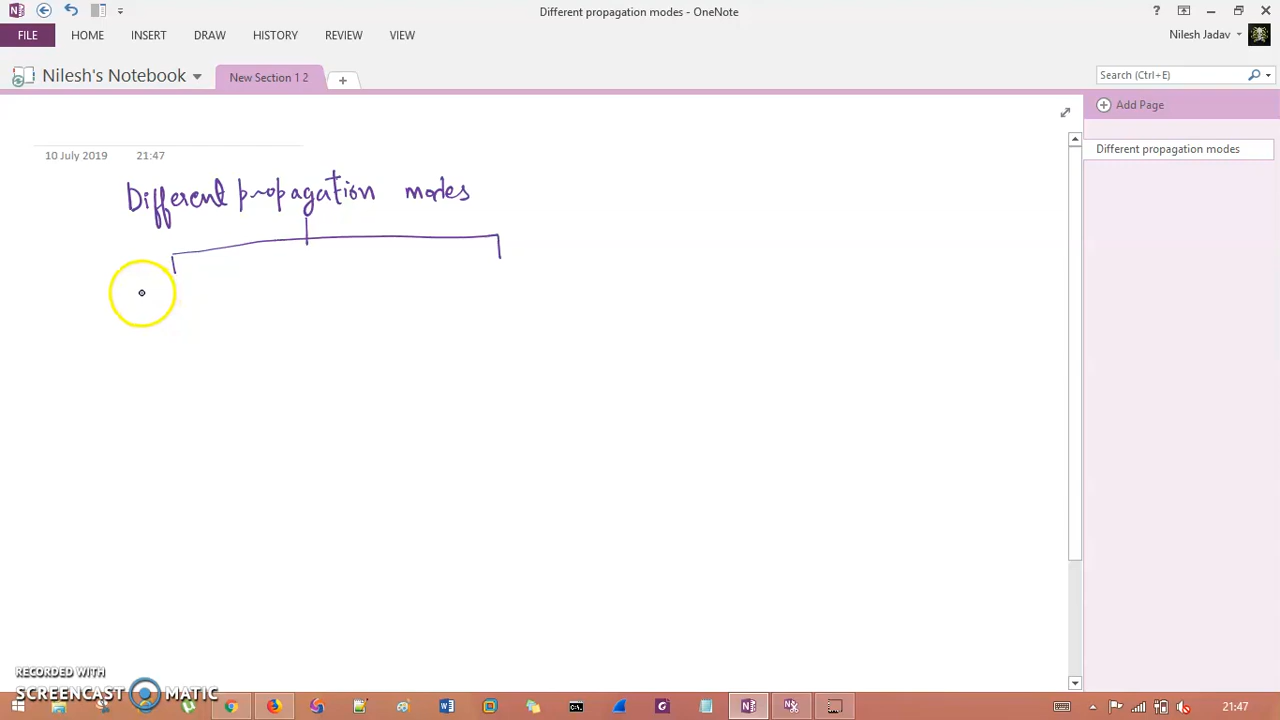 Different propagation modes - OneNote
FILE HOME INSERT DRAW HISTORY REVIEW VIEW
Nilesh Jadav
Nilesh's Notebook
New Section 1 2
Search (Ctrl+E)
Add Page
Different propagation modes
10 July 2019 21:47
Different propagation modes
RECORDED WITH
SCREENCAST MATIC
21:47